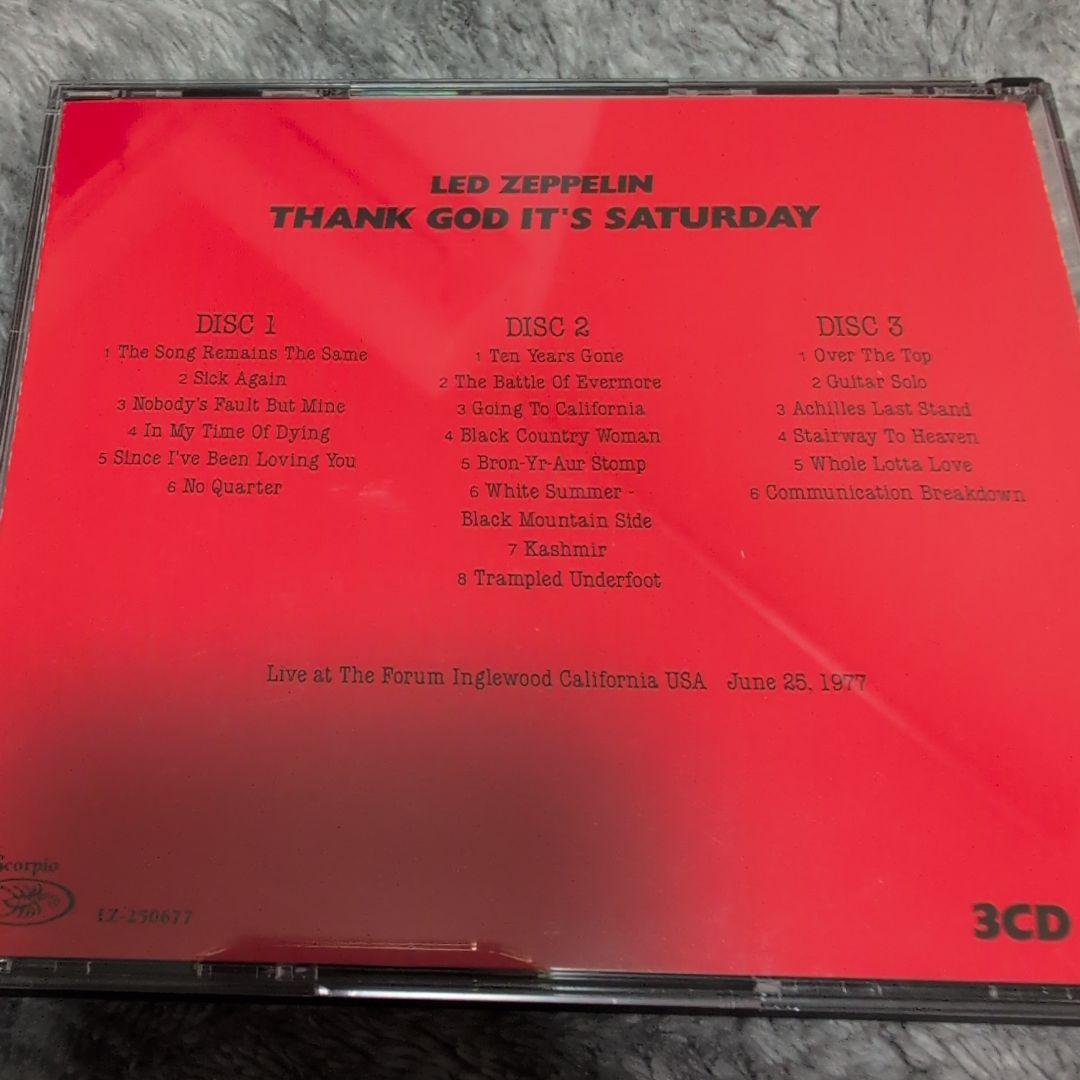 LED ZEPPELIN
THANK GOD IT'S SATURDAY
DISC 1
1 The Song Remains The Same
2 Sick Again
3 Nobody's Fault But Mine
4 In My Time Of Dying
5 Since I've Been Loving You
6 No Quarter
DISC 2
1 Ten Years Gone
2 The Battle Of Evermore
3 Going To California
4 Black Country Woman
5 Bron-Yr-Aur Stomp
6 White Summer -
Black Mountain Side
7 Kashmir
8 Trampled Underfoot
DISC 3
1 Over The Top
2 Guitar Solo
3 Achilles Last Stand
4 Stairway To Heaven
5 Whole Lotta Love
6 Communication Breakdown
Live at The Forum Inglewood California USA June 25, 1977
Scorpio
LZ-250677
3CD